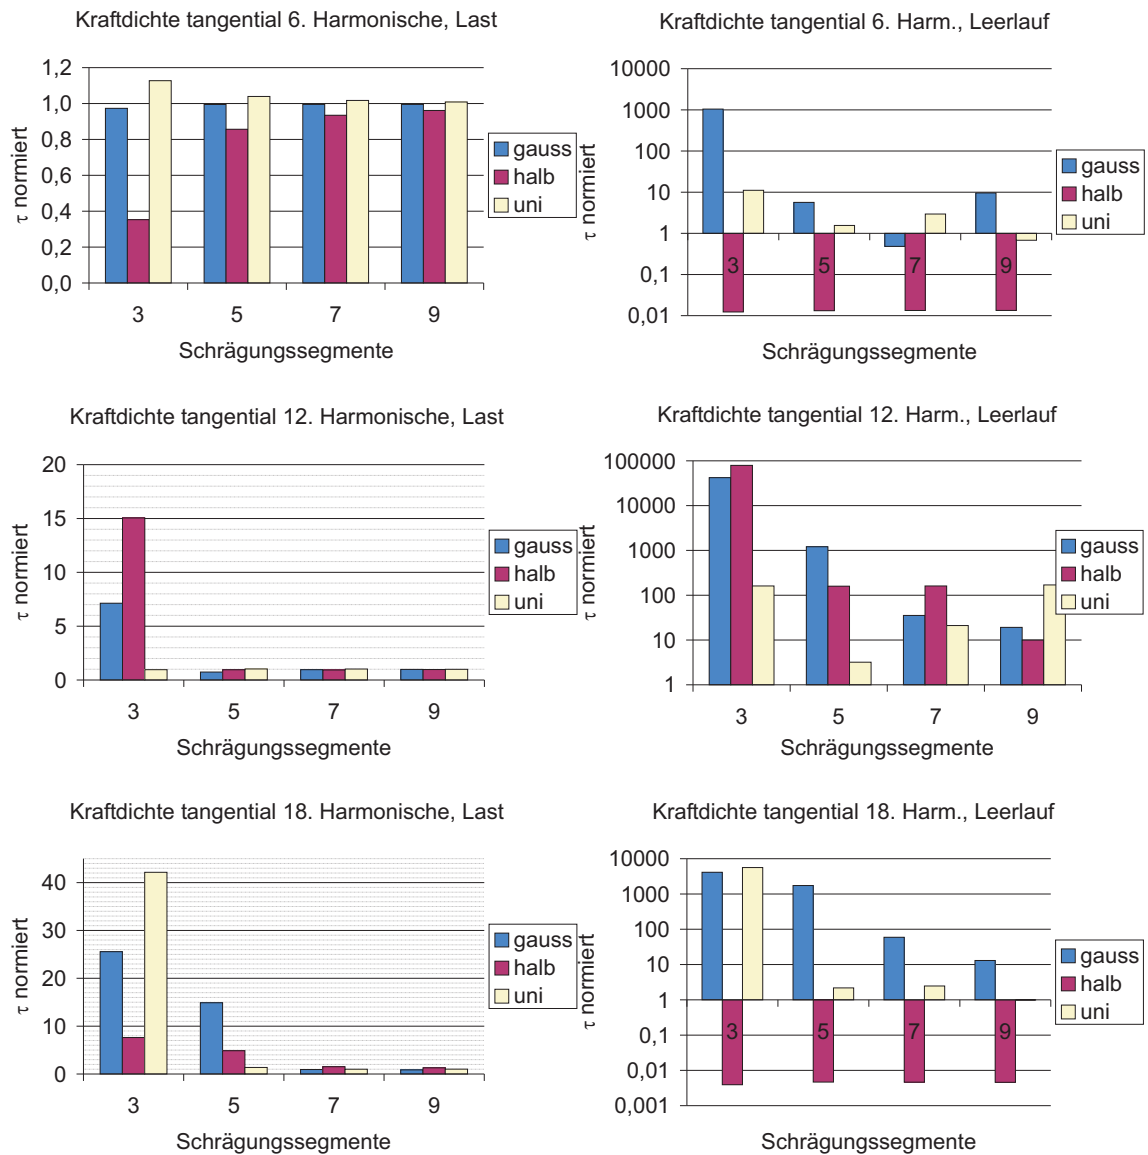 Kraftdichte tangential 6. Harmonische, Last
τ normiert
1,2
1,0
0,8
0,6
0,4
0,2
0,0
3 5 7 9
Schrägungssegmente
gauss
halb
uni
Kraftdichte tangential 6. Harm., Leerlauf
τ normiert
10000
1000
100
10
1
0,1
0,01
3 5 7 9
Schrägungssegmente
gauss
halb
uni
Kraftdichte tangential 12. Harmonische, Last
τ normiert
20
15
10
5
0
3 5 7 9
Schrägungssegmente
gauss
halb
uni
Kraftdichte tangential 12. Harm., Leerlauf
τ normiert
100000
10000
1000
100
10
1
3 5 7 9
Schrägungssegmente
gauss
halb
uni
Kraftdichte tangential 18. Harmonische, Last
τ normiert
40
30
20
10
0
3 5 7 9
Schrägungssegmente
gauss
halb
uni
Kraftdichte tangential 18. Harm., Leerlauf
τ normiert
10000
1000
100
10
1
0,1
0,01
0,001
3 5 7 9
Schrägungssegmente
gauss
halb
uni